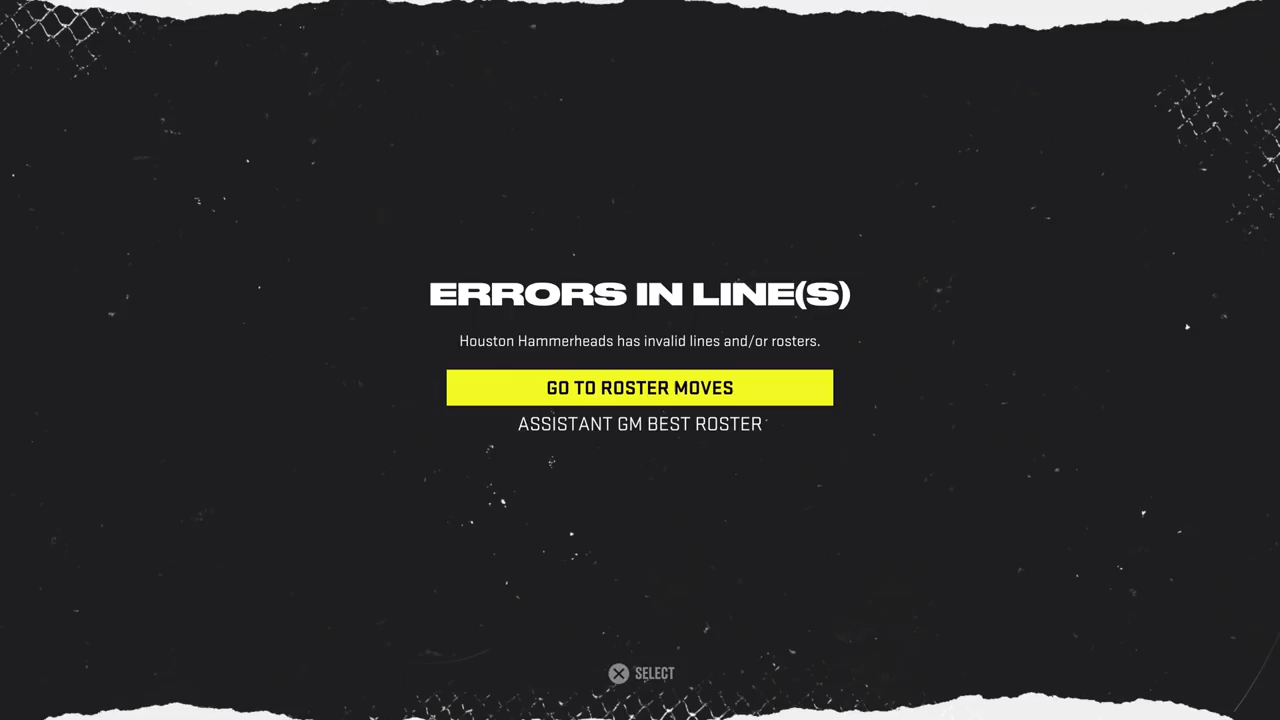 ERRORS IN LINE(S)
Houston Hammerheads has invalid lines and/or rosters.
GO TO ROSTER MOVES
ASSISTANT GM BEST ROSTER
SELECT